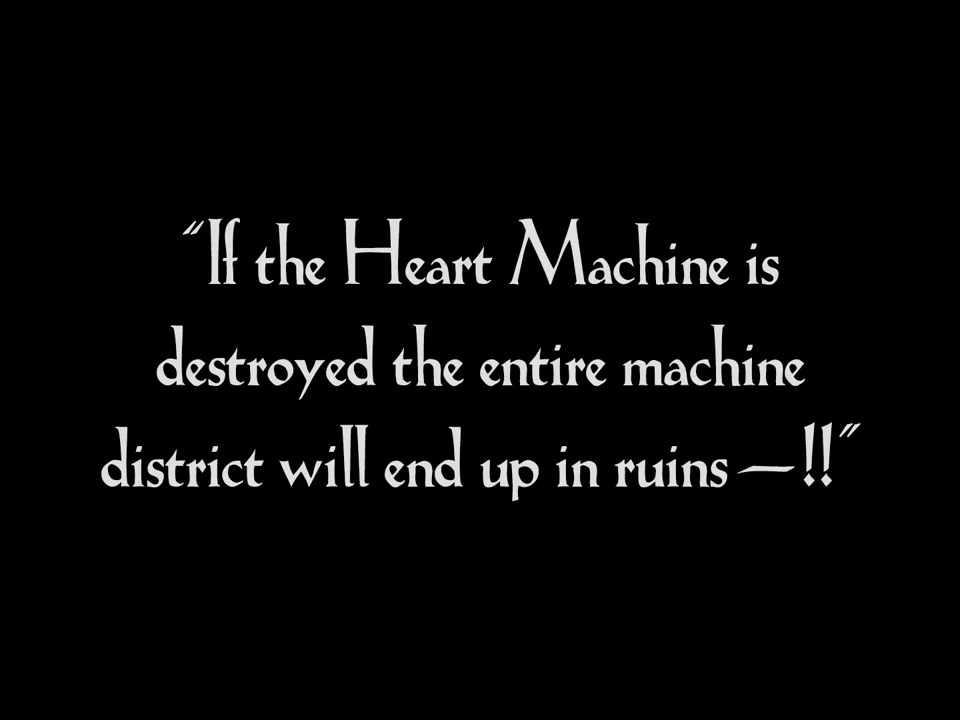 "If the Heart Machine is
destroyed the entire machine
district will end up in ruins—!!"